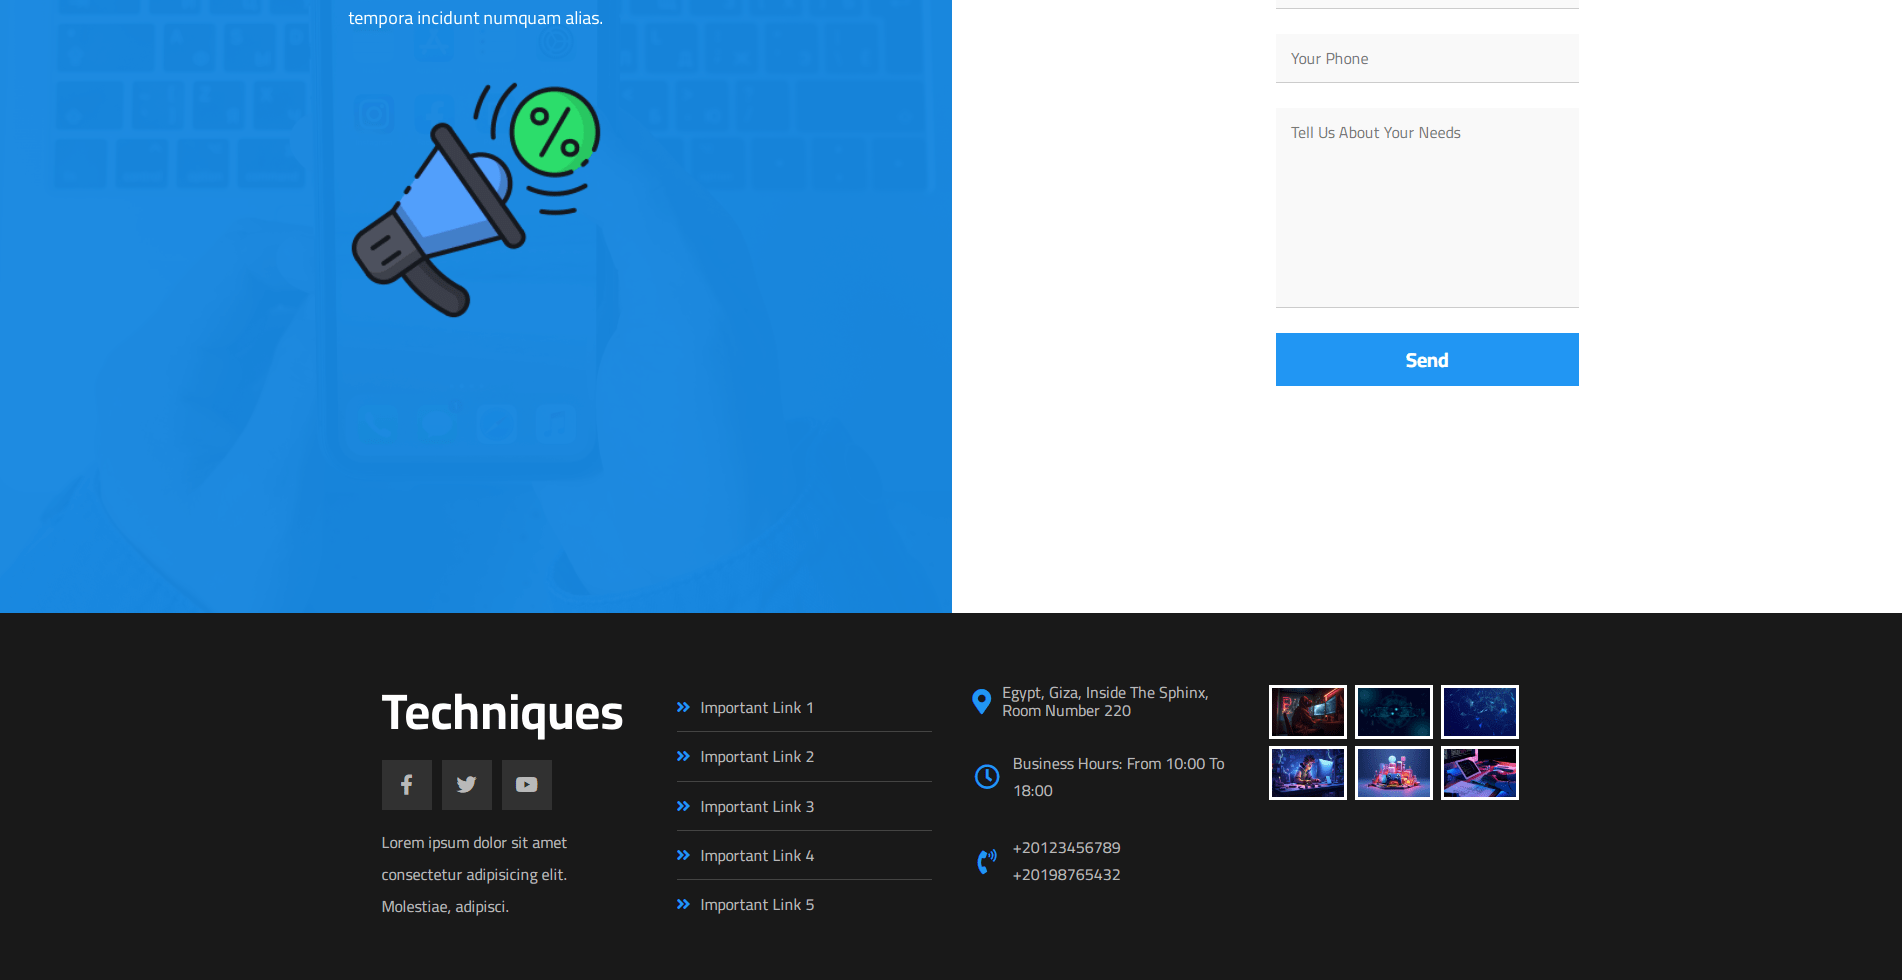 tempora incidunt numquam alias.
%
Your Phone
Tell Us About Your Needs
Send
Techniques
Lorem ipsum dolor sit amet
consectetur adipisicing elit.
Molestiae, adipisci.
Important Link 1
Important Link 2
Important Link 3
Important Link 4
Important Link 5
Egypt, Giza, Inside The Sphinx,
Room Number 220
Business Hours: From 10:00 To
18:00
+20123456789
+20198765432